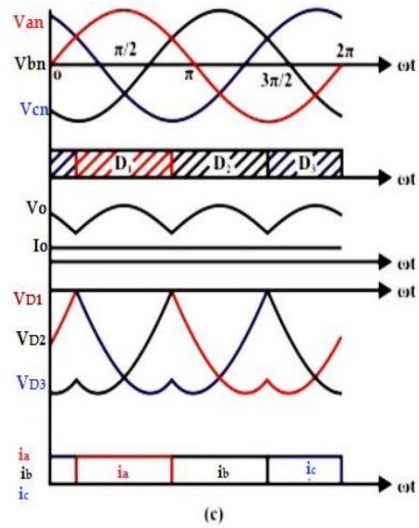 Van
π/2
2π
Vbn
o
π
3π/2
ωt
Vcn
D1
D2
D3
ωt
Vo
Io
ωt
VD1
ωt
VD2
VD3
ia
ib
ic
ia
ib
ic
ωt
(c)